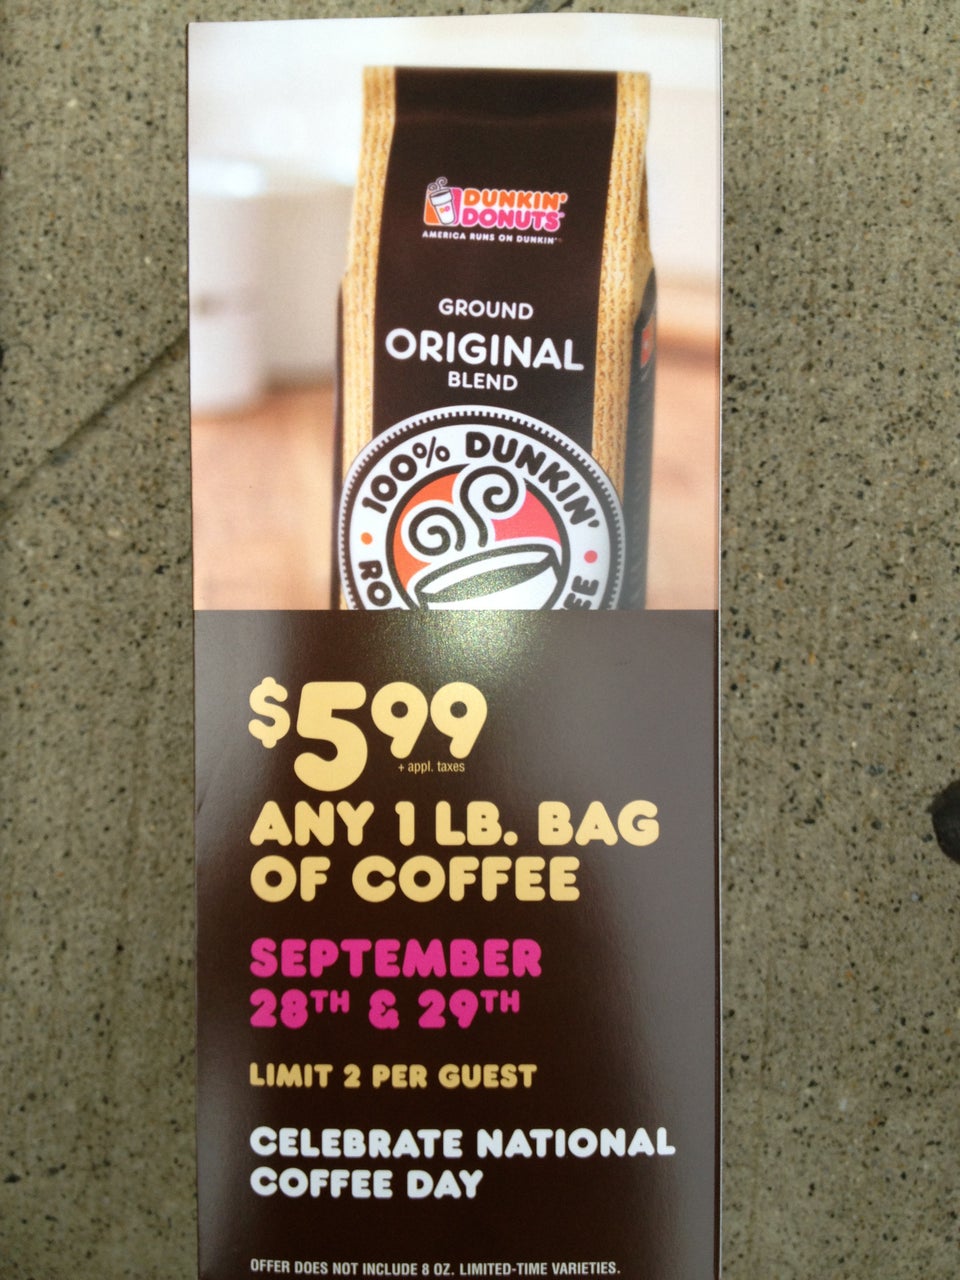 DUNKIN'
DONUTS
AMERICA RUNS ON DUNKIN'
GROUND
ORIGINAL
BLEND
100% DUNKIN'
$5.99
+ appl. taxes
ANY 1 LB. BAG
OF COFFEE
SEPTEMBER
28TH & 29TH
LIMIT 2 PER GUEST
CELEBRATE NATIONAL
COFFEE DAY
OFFER DOES NOT INCLUDE 8 OZ. LIMITED-TIME VARIETIES.